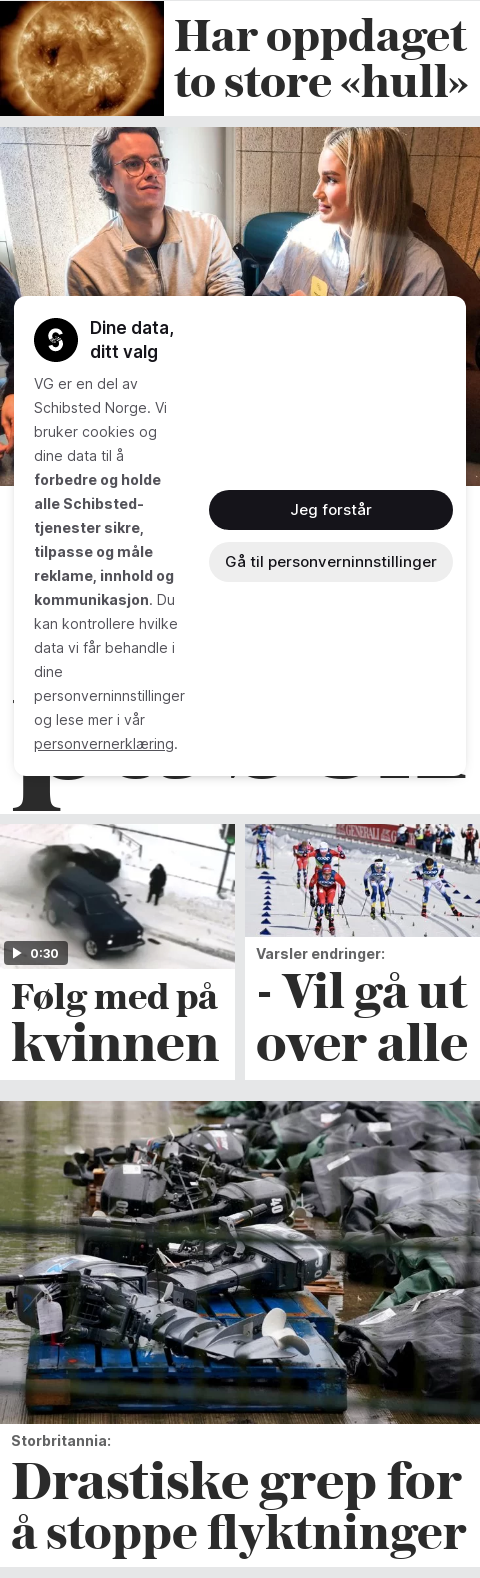 Har oppdaget
to store «hull»
Dine data,
ditt valg
VG er en del av
Schibsted Norge. Vi
bruker cookies og
dine data til å
forbedre og holde
alle Schibsted-
tjenester sikre,
tilpasse og måle
reklame, innhold og
kommunikasjon. Du
kan kontrollere hvilke
data vi får behandle i
dine
personverninnstillinger
og lese mer i vår
personvernerklæring.
Jeg forstår
Gå til personverninnstillinger
0:30
Følg med på
kvinnen
GENERALI
Varsler endringer:
- Vil gå ut
over alle
40
40
Storbritannia:
Drastiske grep for
å stoppe flyktninger